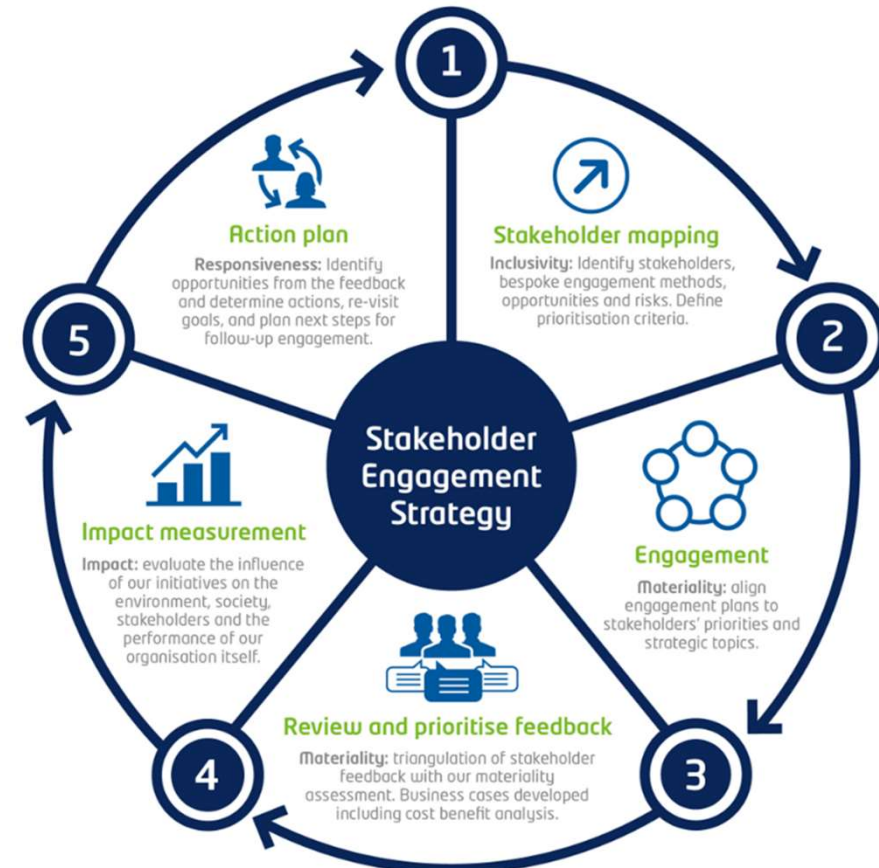 1
Stakeholder mapping
Inclusivity: Identify stakeholders,
bespoke engagement methods,
opportunities and risks. Define
prioritisation criteria.
2
Engagement
Materiality: align
engagement plans to
stakeholders' priorities and
strategic topics.
3
Review and prioritise feedback
Materiality: triangulation of stakeholder
feedback with our materiality
assessment. Business cases developed
including cost benefit analysis.
4
Impact measurement
Impact: evaluate the influence
of our initiatives on the
environment, society,
stakeholders and the
performance of our
organisation itself.
5
Action plan
Responsiveness: Identify
opportunities from the feedback
and determine actions, re-visit
goals, and plan next steps for
follow-up engagement.
Stakeholder
Engagement
Strategy